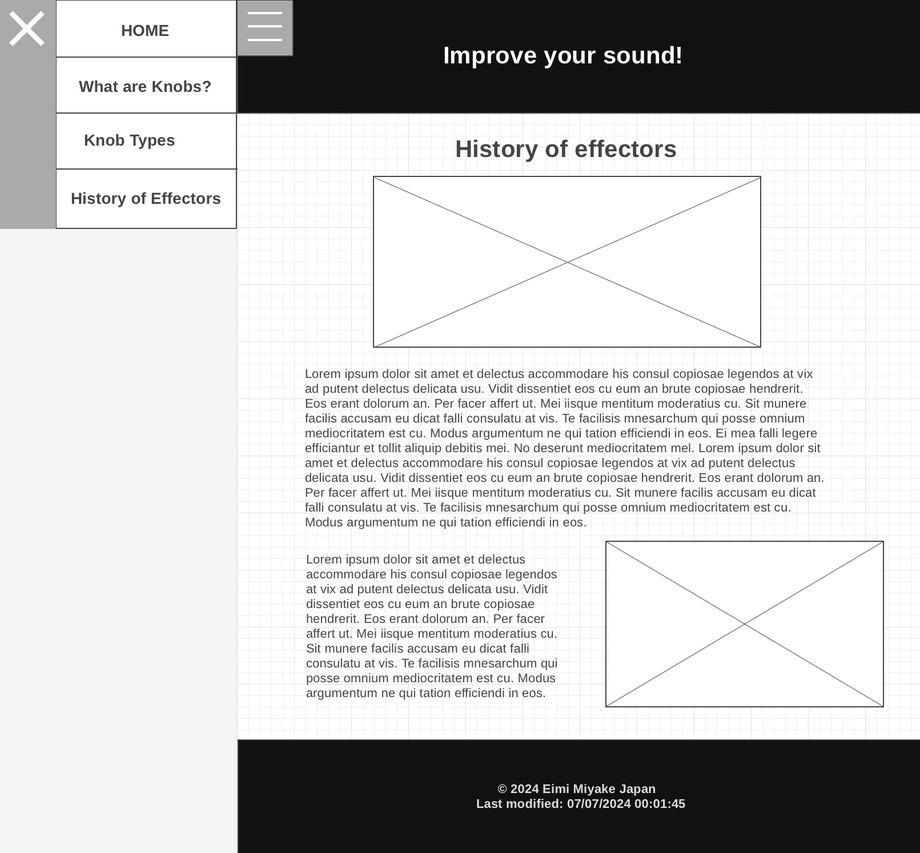 HOME
What are Knobs?
Knob Types
History of Effectors
Improve your sound!
History of effectors
Lorem ipsum dolor sit amet et delectus accommodare his consul copiosae legendos at vix
ad putent delectus delicata usu. Vidit dissentiet eos cu eum an brute copiosae hendrerit.
Eos erant dolorum an. Per facer affert ut. Mei iisque mentitum moderatius cu. Sit munere
facilis accusam eu dicat falli consulatu at vis. Te facilisis mnesarchum qui posse omnium
mediocritatem est cu. Modus argumentum ne qui tation efficiendi in eos. Ei mea falli legere
efficiantur et tollit aliquip debitis mei. No deserunt mediocritatem mel. Lorem ipsum dolor sit
amet et delectus accommodare his consul copiosae legendos at vix ad putent delectus
delicata usu. Vidit dissentiet eos cu eum an brute copiosae hendrerit. Eos erant dolorum an.
Per facer affert ut. Mei iisque mentitum moderatius cu. Sit munere facilis accusam eu dicat
falli consulatu at vis. Te facilisis mnesarchum qui posse omnium mediocritatem est cu.
Modus argumentum ne qui tation efficiendi in eos.
Lorem ipsum dolor sit amet et delectus
accommodare his consul copiosae legendos
at vix ad putent delectus delicata usu. Vidit
dissentiet eos cu eum an brute copiosae
hendrerit. Eos erant dolorum an. Per facer
affert ut. Mei iisque mentitum moderatius cu.
Sit munere facilis accusam eu dicat falli
consulatu at vis. Te facilisis mnesarchum qui
posse omnium mediocritatem est cu. Modus
argumentum ne qui tation efficiendi in eos.
© 2024 Eimi Miyake Japan
Last modified: 07/07/2024 00:01:45